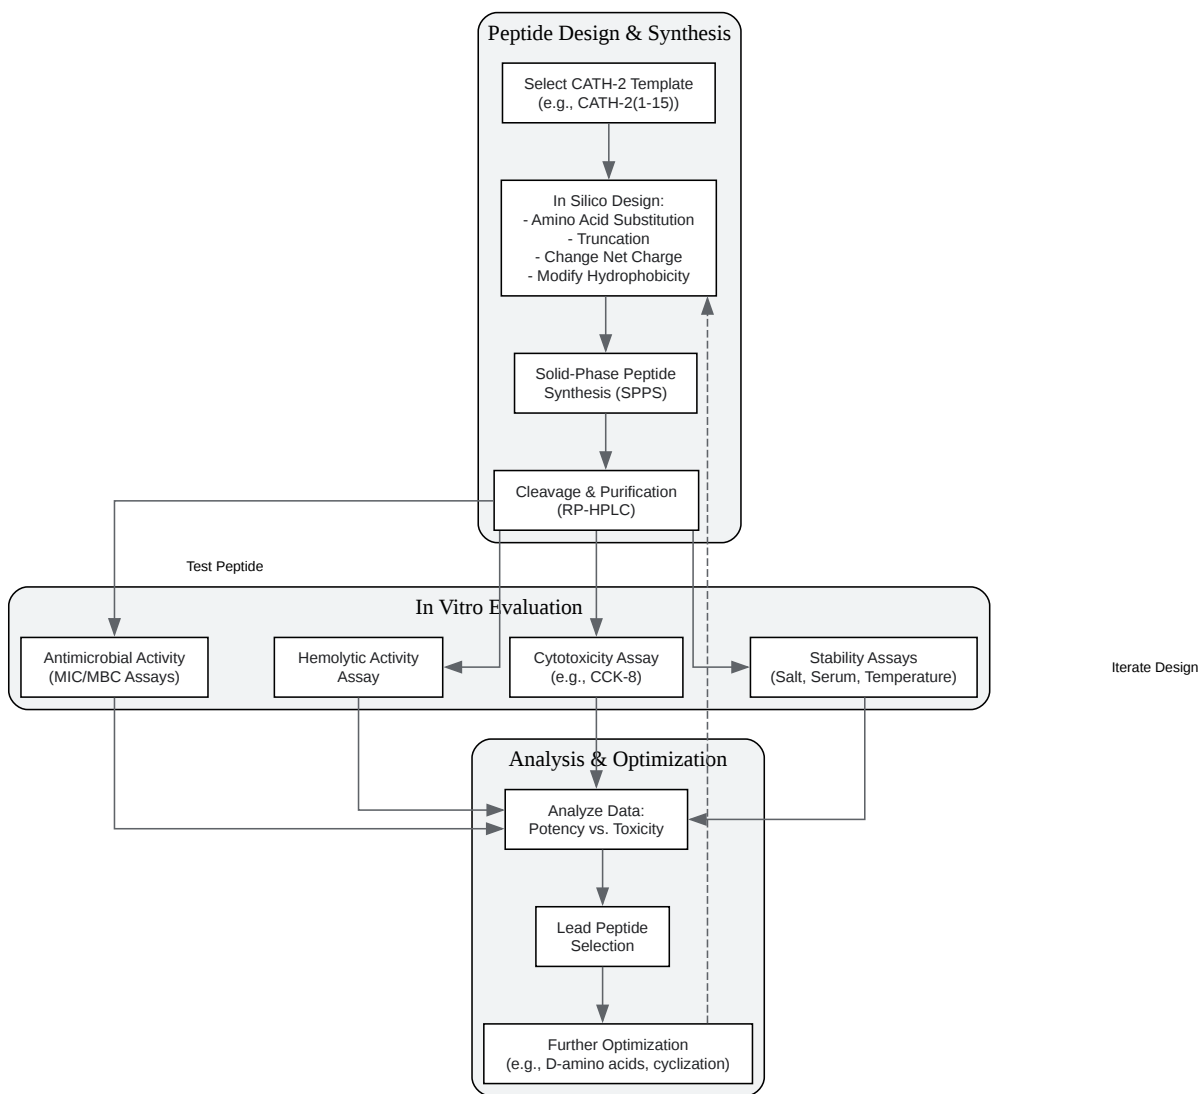 Peptide Design & Synthesis
Select CATH-2 Template
(e.g., CATH-2(1-15))
In Silico Design:
- Amino Acid Substitution
- Truncation
- Change Net Charge
- Modify Hydrophobicity
Solid-Phase Peptide
Synthesis (SPPS)
Cleavage & Purification
(RP-HPLC)
Test Peptide
In Vitro Evaluation
Antimicrobial Activity
(MIC/MBC Assays)
Hemolytic Activity
Assay
Cytotoxicity Assay
(e.g., CCK-8)
Stability Assays
(Salt, Serum, Temperature)
Iterate Design
Analysis & Optimization
Analyze Data:
Potency vs. Toxicity
Lead Peptide
Selection
Further Optimization
(e.g., D-amino acids, cyclization)